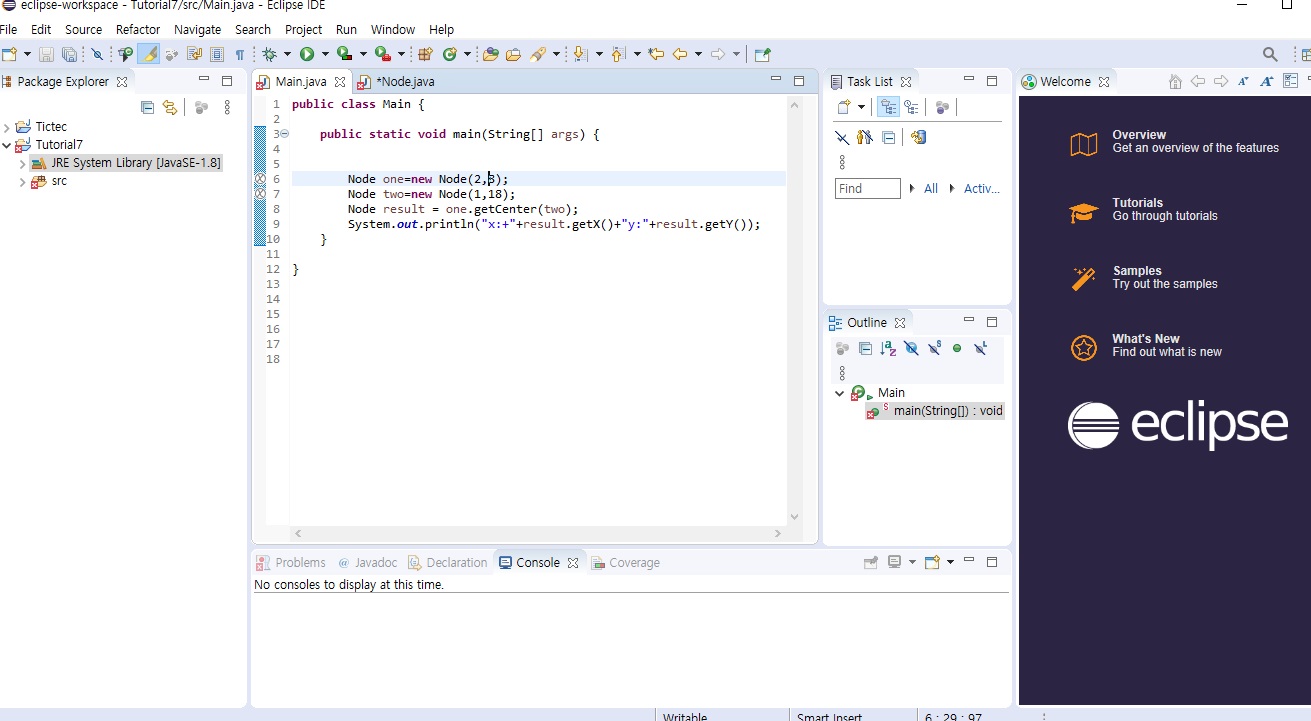 eclipse-workspace - Tutorial7/src/Main.java - Eclipse IDE
File Edit Source Refactor Navigate Search Project Run Window Help
Package Explorer
Tictec
Tutorial7
JRE System Library [JavaSE-1.8]
src
Main.java
*Node.java
1 public class Main {
2
3 public static void main(String[] args) {
4
5
6 Node one=new Node(2,3);
7 Node two=new Node(1,18);
8 Node result = one.getCenter(two);
9 System.out.println("x:+"+result.getX()+"y:"+result.getY());
10 }
11
12 }
13
14
15
16
17
18
Task List
Find
All
Activ...
Outline
Main
main(String[]) : void
Problems
Javadoc
Declaration
Console
Coverage
No consoles to display at this time.
Welcome
Overview
Get an overview of the features
Tutorials
Go through tutorials
Samples
Try out the samples
What's New
Find out what is new
eclipse
Writable
Smart Insert
6 : 29 : 97